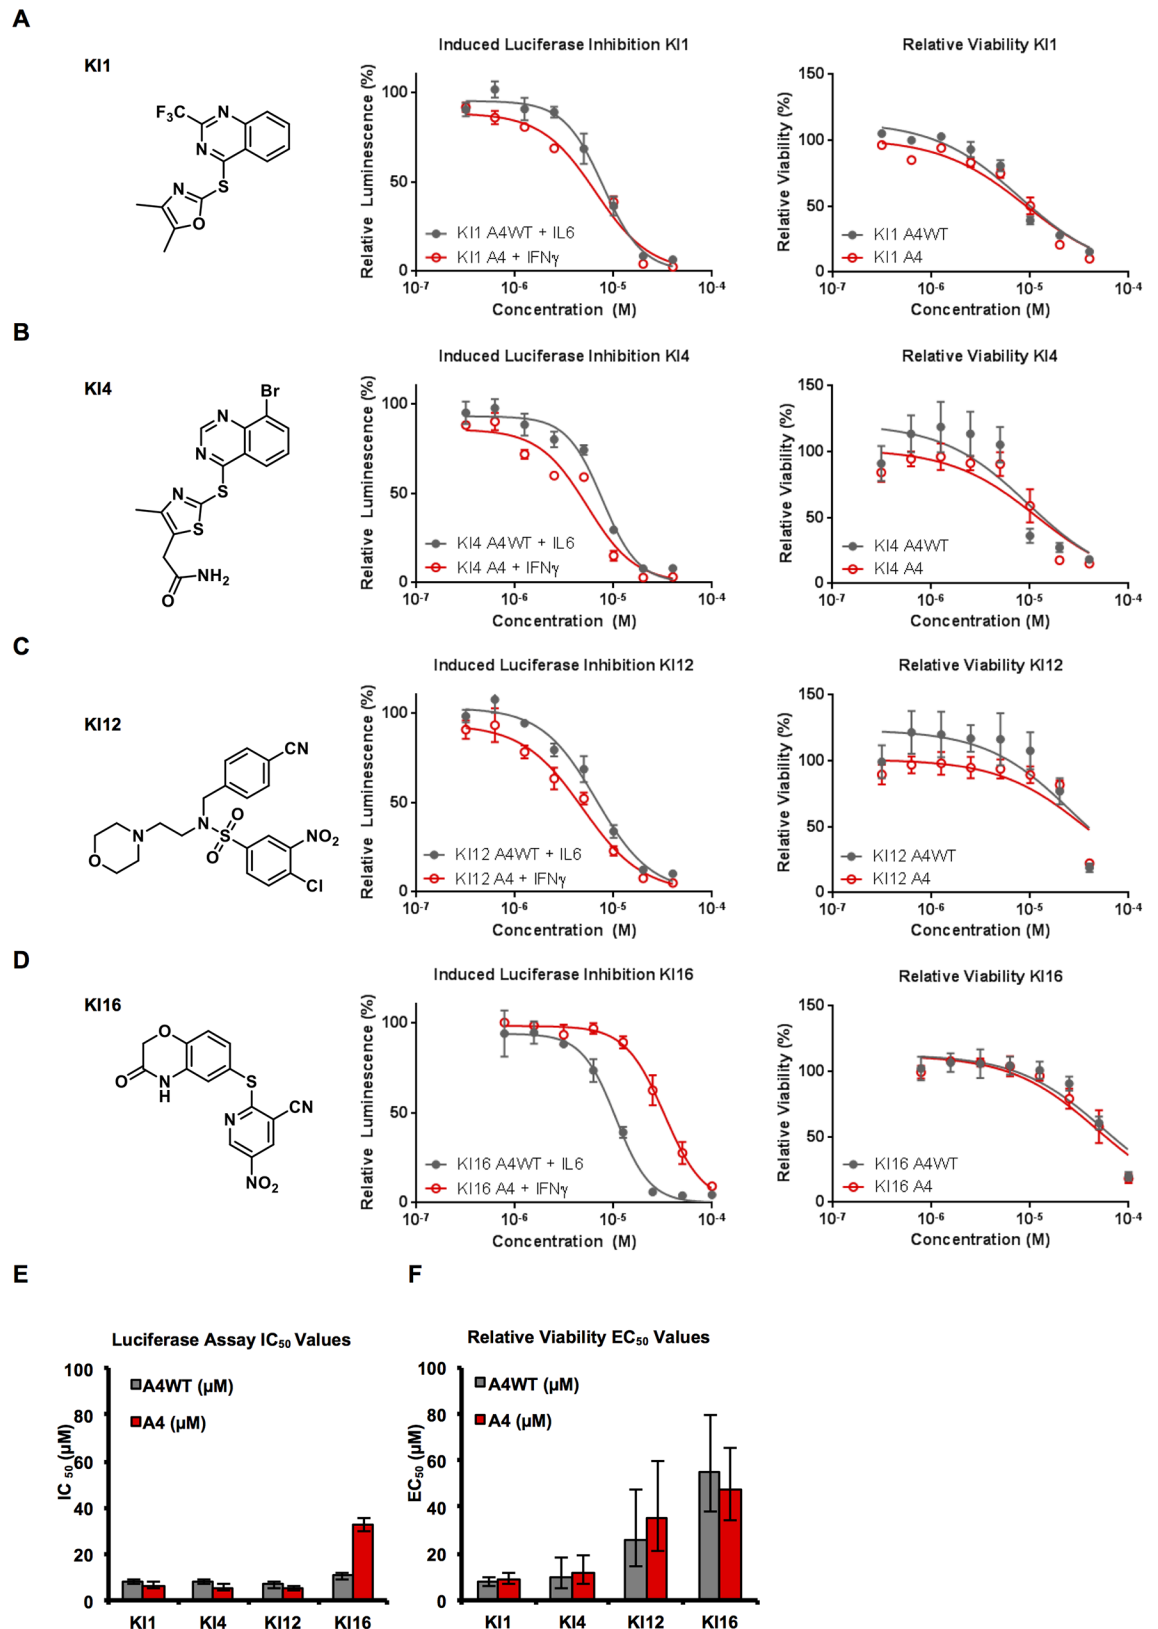 A
KI1
F₃C
N
N
S
N
O
Induced Luciferase Inhibition KI1
Relative Luminescence (%)
100
50
0
KI1 A4WT + IL6
KI1 A4 + IFNγ
10-7 10-6 10-5 10-4
Concentration (M)
Relative Viability KI1
Relative Viability (%)
150
100
50
0
KI1 A4WT
KI1 A4
10-7 10-6 10-5 10-4
Concentration (M)
B
KI4
Br
N
N
S
N
S
NH₂
O
Induced Luciferase Inhibition KI4
Relative Luminescence (%)
100
50
0
KI4 A4WT + IL6
KI4 A4 + IFNγ
10-7 10-6 10-5 10-4
Concentration (M)
Relative Viability KI4
Relative Viability (%)
150
100
50
0
KI4 A4WT
KI4 A4
10-7 10-6 10-5 10-4
Concentration (M)
C
KI12
CN
N
O
N
S
O
O
NO₂
Cl
Induced Luciferase Inhibition KI12
Relative Luminescence (%)
100
50
0
KI12 A4WT + IL6
KI12 A4 + IFNγ
10-7 10-6 10-5 10-4
Concentration (M)
Relative Viability KI12
Relative Viability (%)
150
100
50
0
KI12 A4WT
KI12 A4
10-7 10-6 10-5 10-4
Concentration (M)
D
KI16
O
O
N
H
S
N
CN
NO₂
Induced Luciferase Inhibition KI16
Relative Luminescence (%)
100
50
0
KI16 A4WT + IL6
KI16 A4 + IFNγ
10-7 10-6 10-5 10-4
Concentration (M)
Relative Viability KI16
Relative Viability (%)
150
100
50
0
KI16 A4WT
KI16 A4
10-7 10-6 10-5 10-4
Concentration (M)
E
Luciferase Assay IC₅₀ Values
IC ₅₀ (µM)
100
80
60
40
20
0
A4WT (µM)
A4 (µM)
KI1 KI4 KI12 KI16
F
Relative Viability EC₅₀ Values
EC₅₀ (µM)
100
80
60
40
20
0
A4WT (µM)
A4 (µM)
KI1 KI4 KI12 KI16